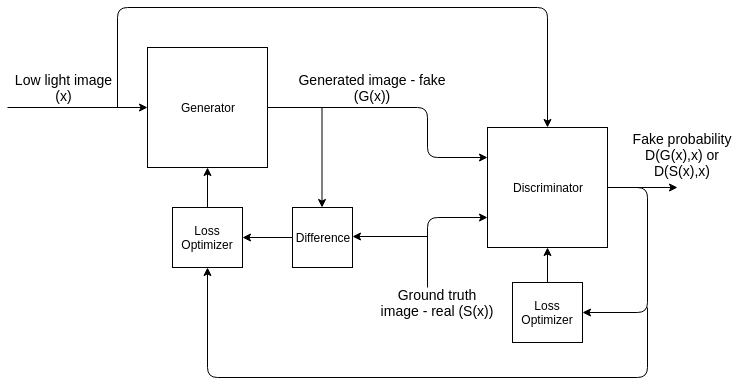 Low light image
(x)
Generator
Generated image - fake
(G(x))
Discriminator
Fake probability
D(G(x),x) or
D(S(x),x)
Loss
Optimizer
Difference
Ground truth
image - real (S(x))
Loss
Optimizer